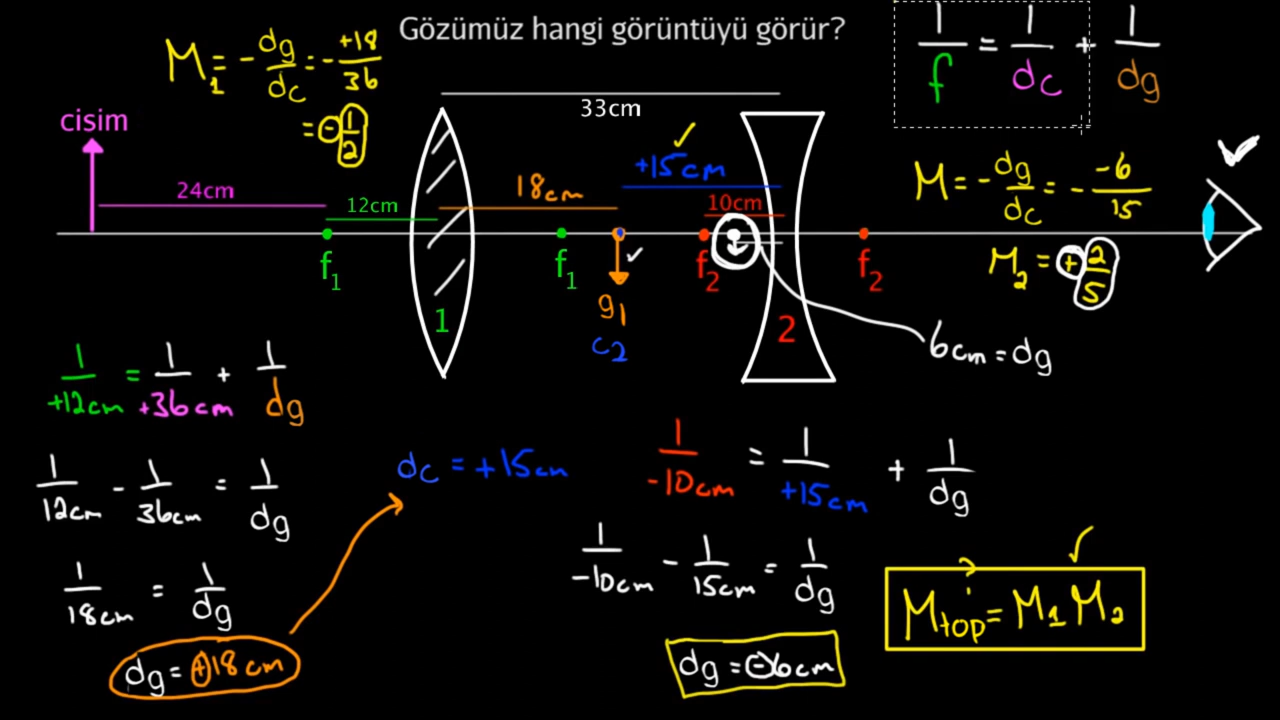 Gözümüz hangi görüntüyü görür?
M₁ = - dg/dc = - +18/36
= - 1/2
1/f = 1/dc + 1/dg
33cm
cisim
+15cm
24cm
12cm
18cm
10cm
M = - dg/dc = - -6/15
M₂ = + 2/5
f₁
f₁
f₂
f₂
g₁
c₂
1
2
6cm = dg
1/+12cm = 1/+36cm + 1/dg
1/12cm - 1/36cm = 1/dg
1/18cm = 1/dg
dg = +18cm
dc = +15cm
1/-10cm = 1/+15cm + 1/dg
1/-10cm - 1/15cm = 1/dg
dg = -6cm
Mtop = M₁ M₂